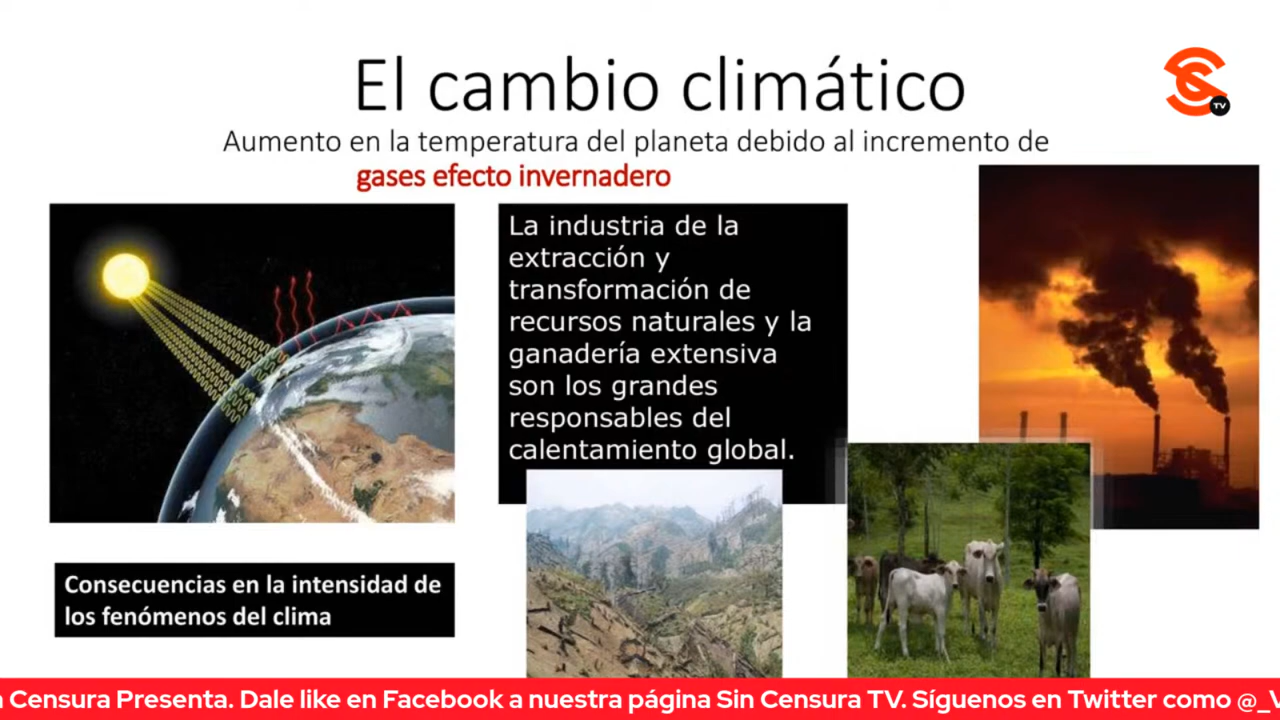 El cambio climático
TV
Aumento en la temperatura del planeta debido al incremento de
gases efecto invernadero
La industria de la
extracción y
transformación de
recursos naturales y la
ganadería extensiva
son los grandes
responsables del
calentamiento global.
Consecuencias en la intensidad de
los fenómenos del clima
Censura Presenta. Dale like en Facebook a nuestra página Sin Censura TV. Síguenos en Twitter como @_V